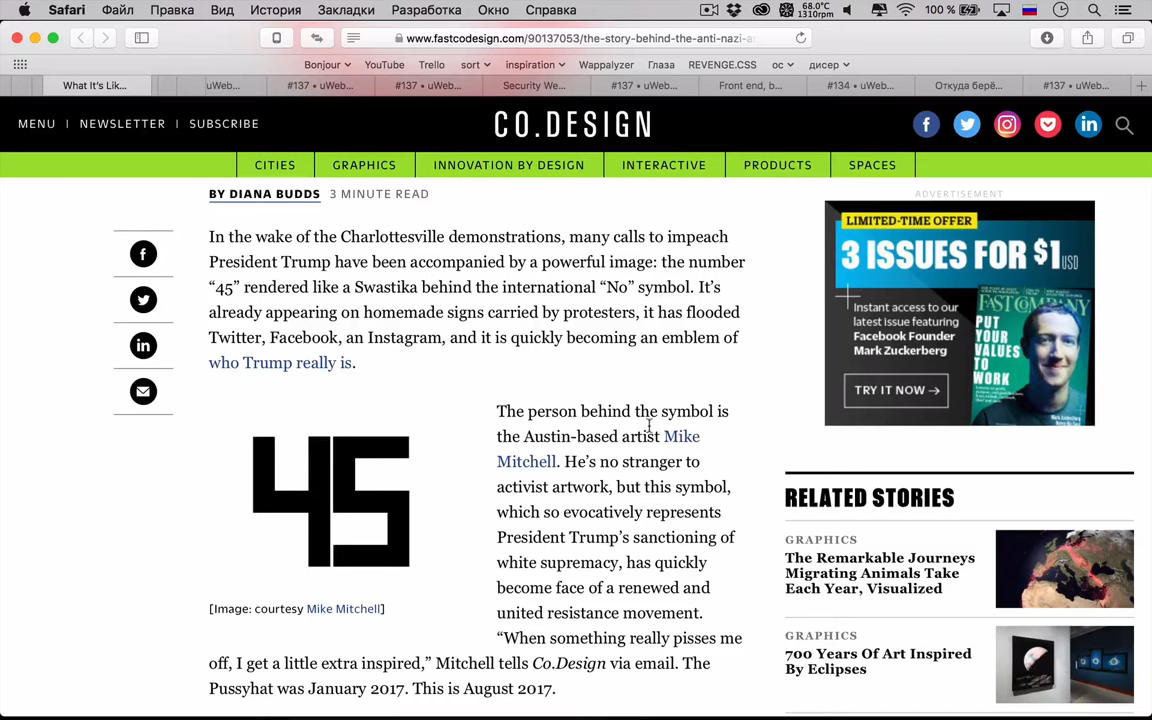 Safari Файл Правка Вид История Закладки Разработка Окно Справка 68.0°C 1310rpm 100 %
www.fastcodesign.com/90137053/the-story-behind-the-anti-nazi-a
Bonjour YouTube Trello sort inspiration Wappalyzer Глаза REVENGE.CSS ос дисер
What It's Lik... uWeb... #137 • uWeb... #137 • uWeb... Security We... #137 • uWeb... Front end, b... #134 • uWeb... Откуда берё... #137 • uWeb...
MENU | NEWSLETTER | SUBSCRIBE
CO.DESIGN
CITIES GRAPHICS INNOVATION BY DESIGN INTERACTIVE PRODUCTS SPACES
BY DIANA BUDDS 3 MINUTE READ
In the wake of the Charlottesville demonstrations, many calls to impeach
President Trump have been accompanied by a powerful image: the number
“45” rendered like a Swastika behind the international “No” symbol. It’s
already appearing on homemade signs carried by protesters, it has flooded
Twitter, Facebook, an Instagram, and it is quickly becoming an emblem of
who Trump really is.
45
[Image: courtesy Mike Mitchell]
The person behind the symbol is
the Austin-based artist Mike
Mitchell. He’s no stranger to
activist artwork, but this symbol,
which so evocatively represents
President Trump’s sanctioning of
white supremacy, has quickly
become face of a renewed and
united resistance movement.
“When something really pisses me
off, I get a little extra inspired,” Mitchell tells Co.Design via email. The
Pussyhat was January 2017. This is August 2017.
ADVERTISEMENT
LIMITED-TIME OFFER
3 ISSUES FOR $1 USD
Instant access to our
latest issue featuring
Facebook Founder
Mark Zuckerberg
TRY IT NOW →
FAST COMPANY
PUT
YOUR
VALUES
TO
WORK
RELATED STORIES
GRAPHICS
The Remarkable Journeys
Migrating Animals Take
Each Year, Visualized
GRAPHICS
700 Years Of Art Inspired
By Eclipses